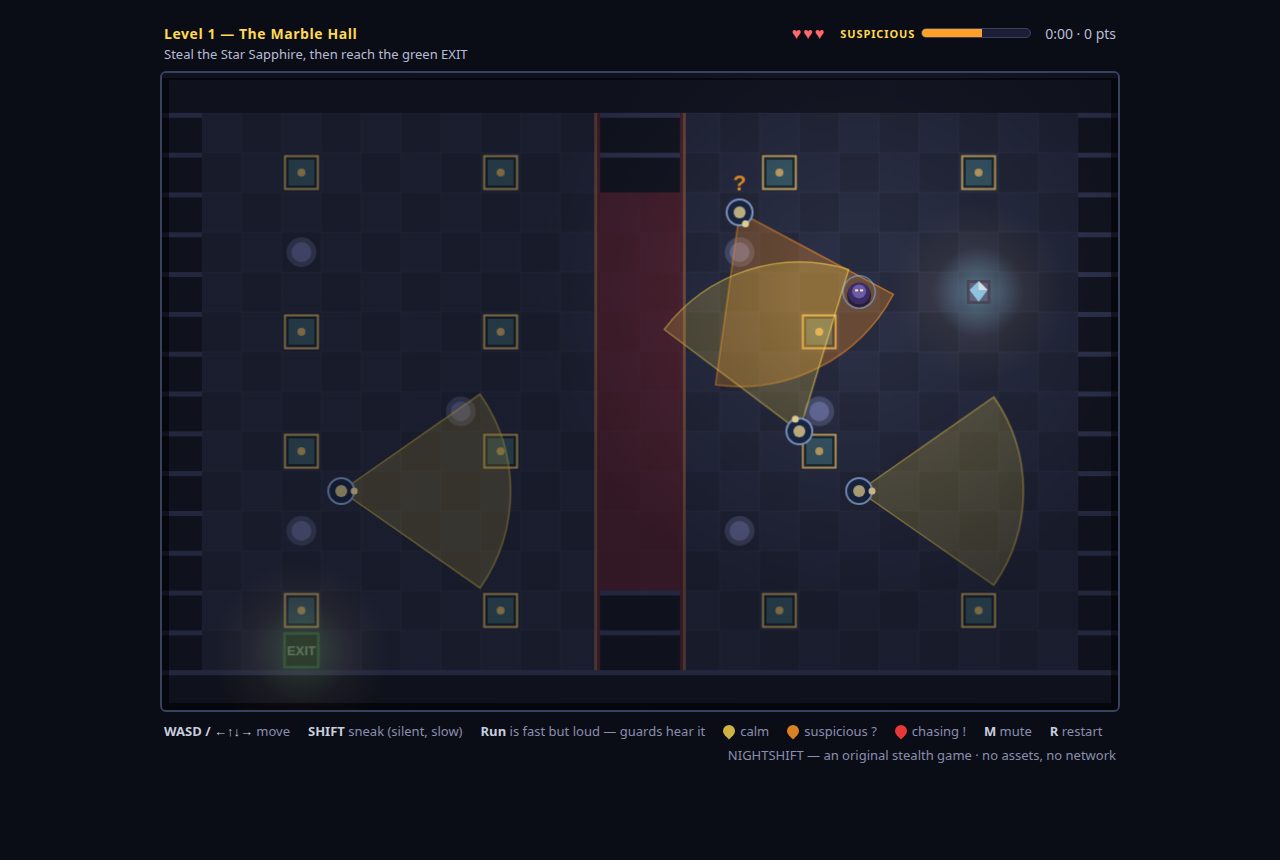 Level 1 — The Marble Hall
♥♥♥ SUSPICIOUS 0:00 · 0 pts
Steal the Star Sapphire, then reach the green EXIT
?
EXIT
WASD / ←↑↓→ move SHIFT sneak (silent, slow) Run is fast but loud — guards hear it calm suspicious ? chasing ! M mute R restart
NIGHTSHIFT — an original stealth game · no assets, no network